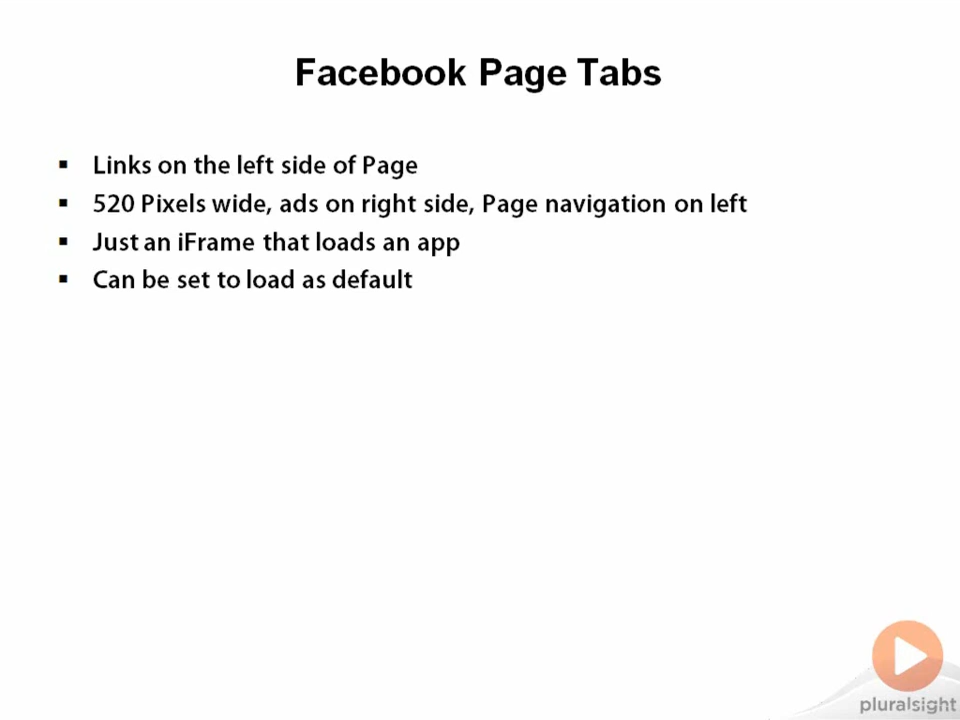 Facebook Page Tabs
▪ Links on the left side of Page
▪ 520 Pixels wide, ads on right side, Page navigation on left
▪ Just an iFrame that loads an app
▪ Can be set to load as default
pluralsight